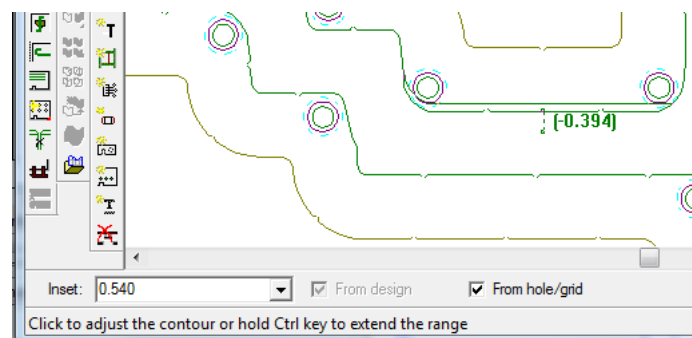 (-0.394)
Inset: 0.540 From design From hole/grid
Click to adjust the contour or hold Ctrl key to extend the range